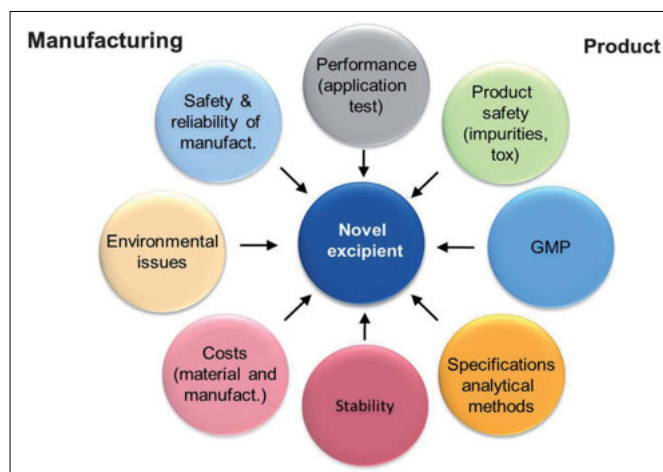 Manufacturing
Product
Performance
(application
test)
Safety &
reliability of
manufact.
Product
safety
(impurities,
tox)
Environmental
issues
Novel
excipient
GMP
Costs
(material and
manufact.)
Stability
Specifications
analytical
methods